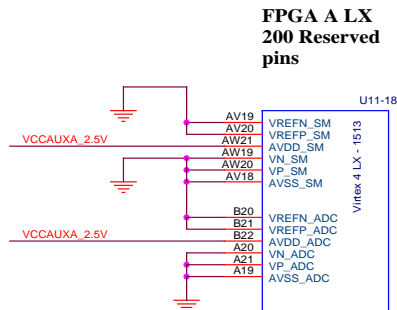 FPGA A LX
200 Reserved
pins
U11-18
AV19 VREFN_SM
AV20 VREFP_SM
VCCAUXA_2.5V AW21 AVDD_SM
AW19 VN_SM
AW20 VP_SM
AV18 AVSS_SM
Virtex 4 LX - 1513
B20 VREFN_ADC
B21 VREFP_ADC
VCCAUXA_2.5V B22 AVDD_ADC
A20 VN_ADC
A21 VP_ADC
A19 AVSS_ADC